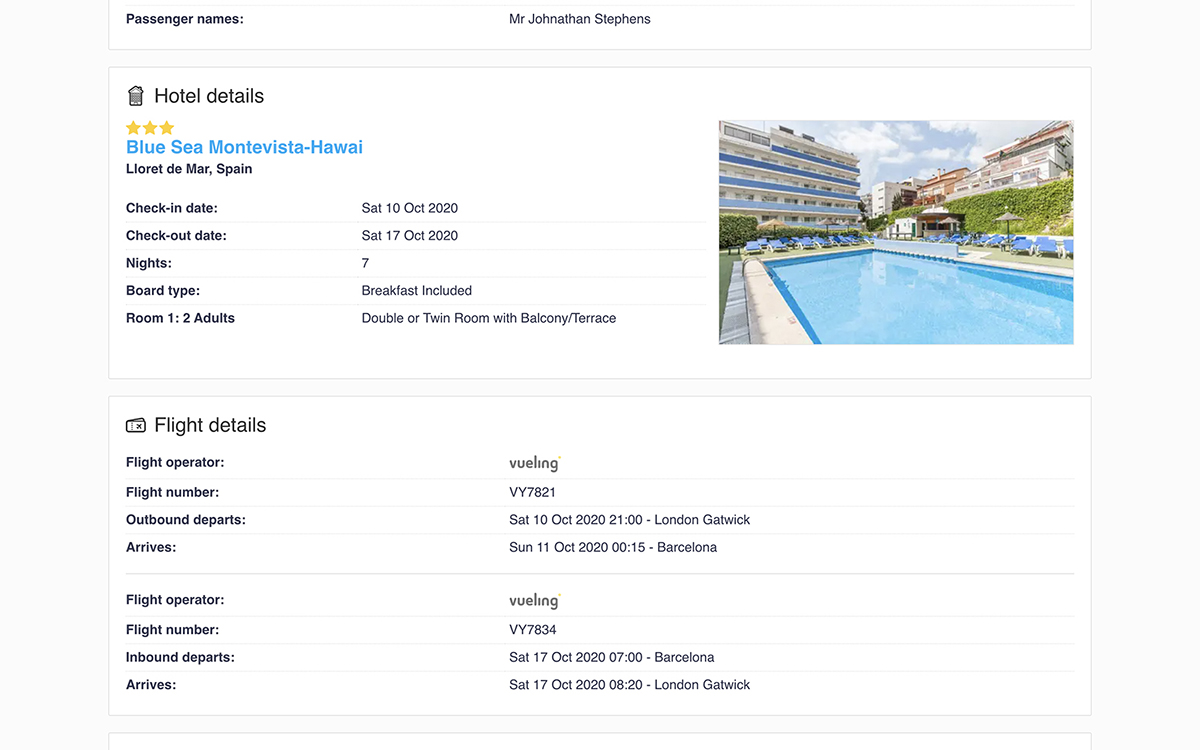 Passenger names: Mr Johnathan Stephens
Hotel details
Blue Sea Montevista-Hawai
Lloret de Mar, Spain
Check-in date: Sat 10 Oct 2020
Check-out date: Sat 17 Oct 2020
Nights: 7
Board type: Breakfast Included
Room 1: 2 Adults Double or Twin Room with Balcony/Terrace
Flight details
Flight operator: vueling
Flight number: VY7821
Outbound departs: Sat 10 Oct 2020 21:00 - London Gatwick
Arrives: Sun 11 Oct 2020 00:15 - Barcelona
Flight operator: vueling
Flight number: VY7834
Inbound departs: Sat 17 Oct 2020 07:00 - Barcelona
Arrives: Sat 17 Oct 2020 08:20 - London Gatwick